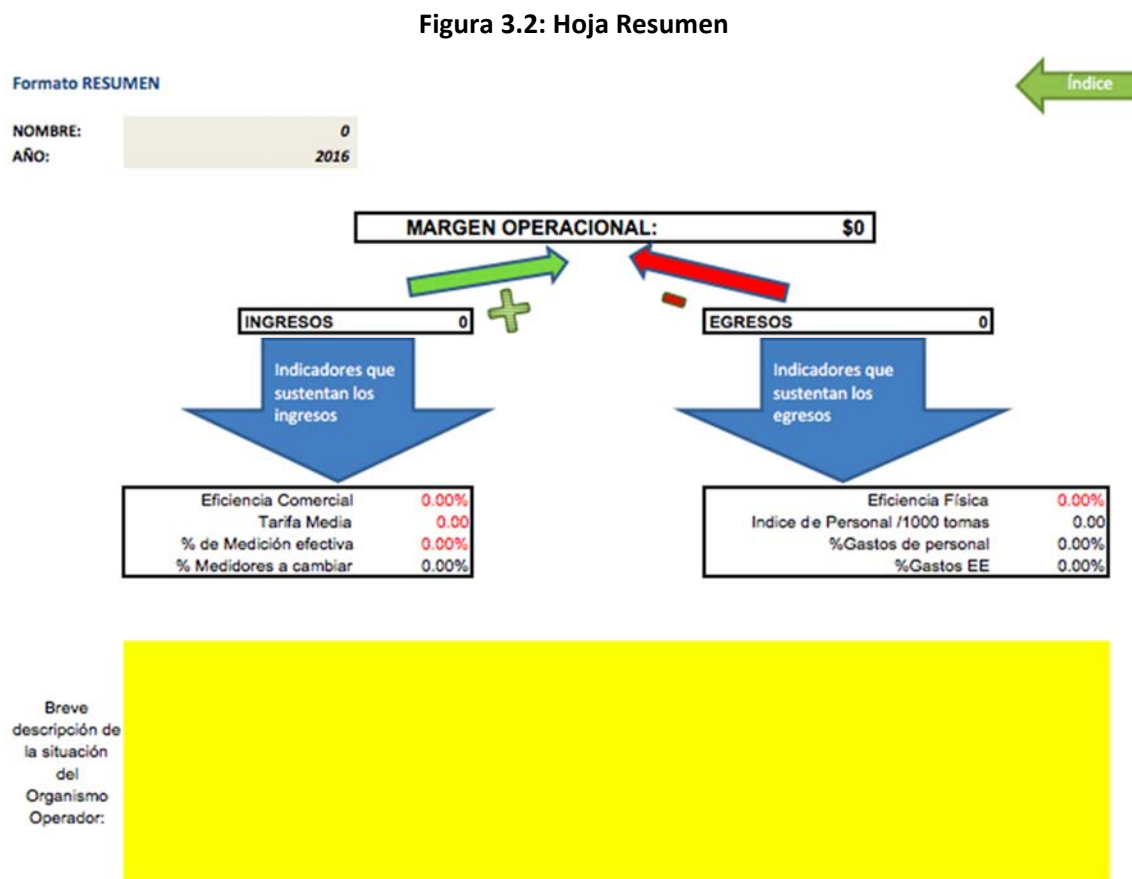 Figura 3.2: Hoja Resumen
Formato RESUMEN
Índice
NOMBRE: 0
AÑO: 2016
MARGEN OPERACIONAL: $0
INGRESOS 0
EGRESOS 0
Indicadores que
sustentan los
ingresos
Indicadores que
sustentan los
egresos
Eficiencia Comercial 0.00%
Tarifa Media 0.00
% de Medición efectiva 0.00%
% Medidores a cambiar 0.00%
Eficiencia Física 0.00%
Indice de Personal /1000 tomas 0.00
%Gastos de personal 0.00%
%Gastos EE 0.00%
Breve
descripción de
la situación
del
Organismo
Operador: